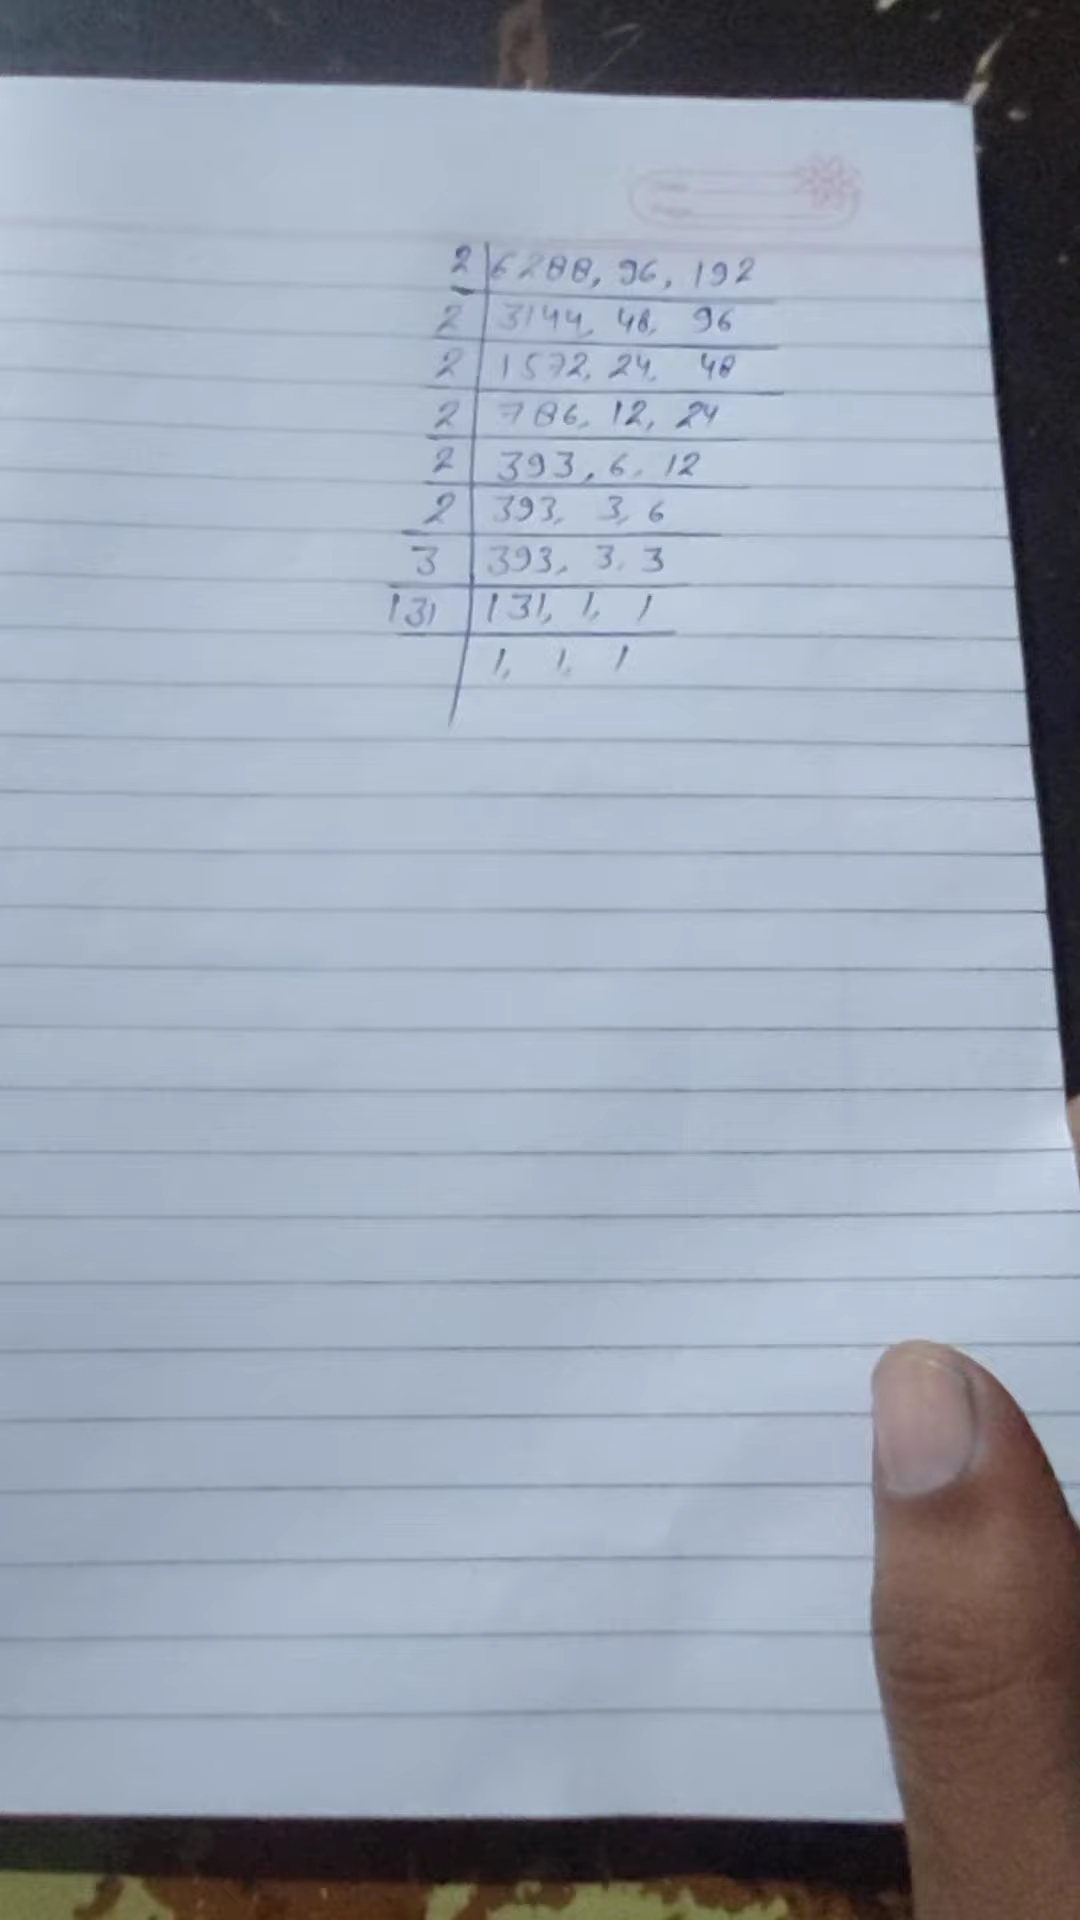 2 | 6288, 96, 192
2 | 3144, 48, 96
2 | 1572, 24, 48
2 | 786, 12, 24
2 | 393, 6, 12
2 | 393, 3, 6
3 | 393, 3, 3
131 | 131, 1, 1
1, 1, 1